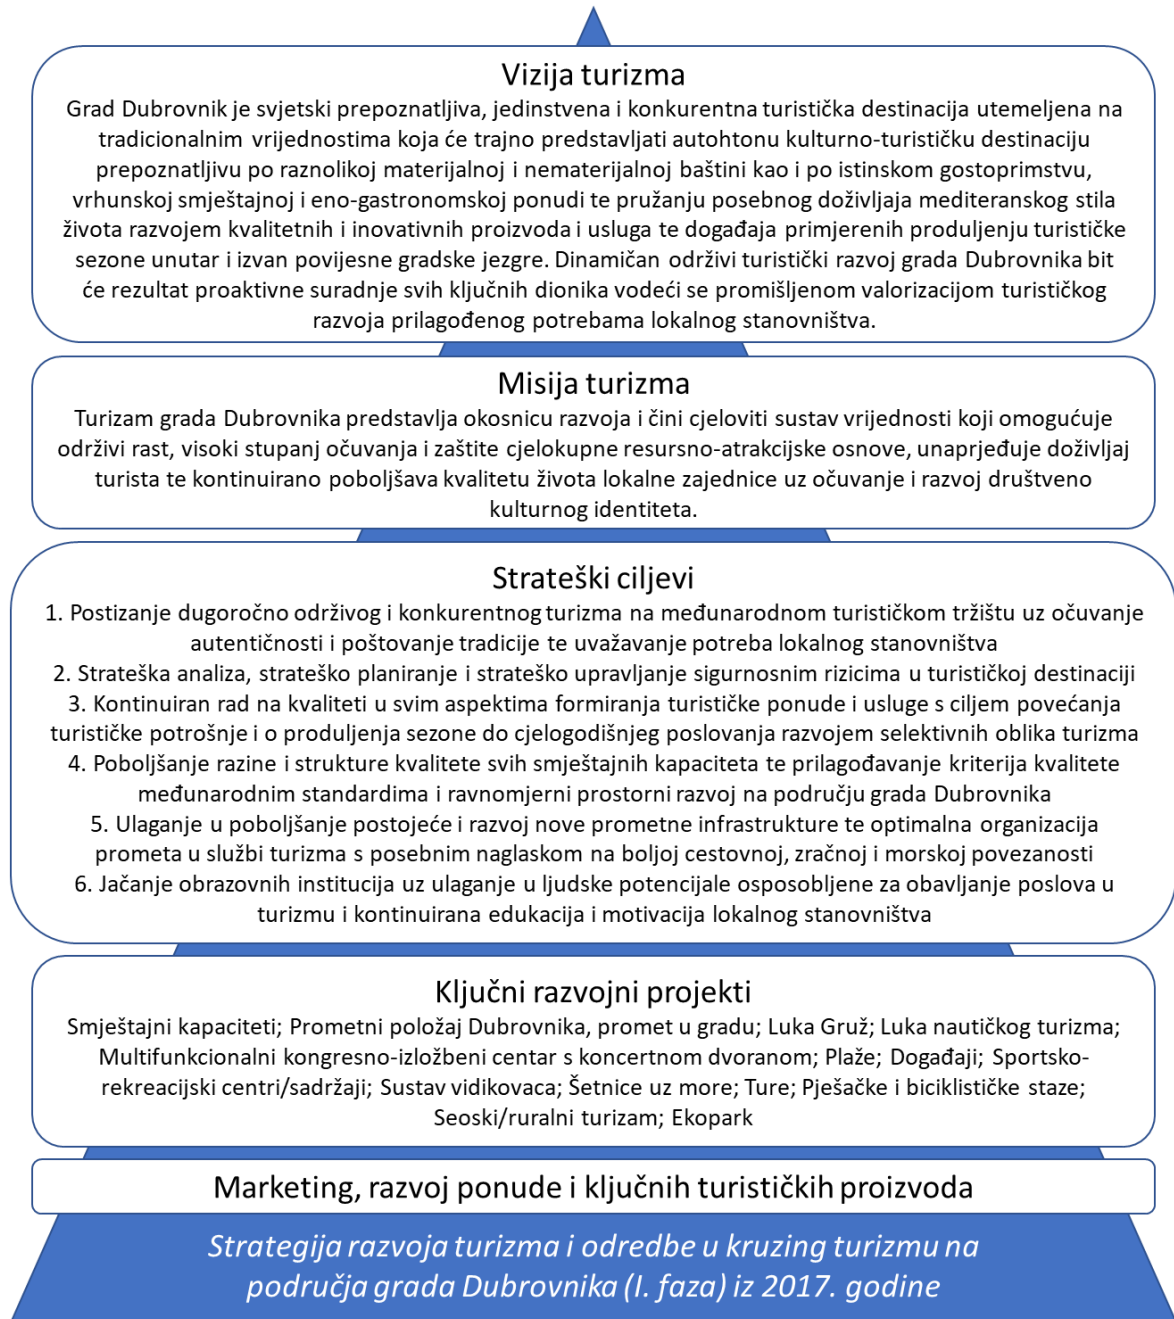 Vizija turizma
Grad Dubrovnik je svjetski prepoznatljiva, jedinstvena i konkurentna turistička destinacija utemeljena na
tradicionalnim vrijednostima koja će trajno predstavljati autohtonu kulturno-turističku destinaciju
prepoznatljivu po raznolikoj materijalnoj i nematerijalnoj baštini kao i po istinskom gostoprimstvu,
vrhunskoj smještajnoj i eno-gastronomskoj ponudi te pružanju posebnog doživljaja mediteranskog stila
života razvojem kvalitetnih i inovativnih proizvoda i usluga te događaja primjerenih produljenju turističke
sezone unutar i izvan povijesne gradske jezgre. Dinamičan održivi turistički razvoj grada Dubrovnika bit
će rezultat proaktivne suradnje svih ključnih dionika vodeći se promišljenom valorizacijom turističkog
razvoja prilagođenog potrebama lokalnog stanovništva.
Misija turizma
Turizam grada Dubrovnika predstavlja okosnicu razvoja i čini cjeloviti sustav vrijednosti koji omogućuje
održivi rast, visoki stupanj očuvanja i zaštite cjelokupne resursno-atrakcijske osnove, unaprjeđuje doživljaj
turista te kontinuirano poboljšava kvalitetu života lokalne zajednice uz očuvanje i razvoj društveno
kulturnog identiteta.
Strateški ciljevi
1. Postizanje dugoročno održivog i konkurentnog turizma na međunarodnom turističkom tržištu uz očuvanje
autentičnosti i poštovanje tradicije te uvažavanje potreba lokalnog stanovništva
2. Strateška analiza, strateško planiranje i strateško upravljanje sigurnosnim rizicima u turističkoj destinaciji
3. Kontinuiran rad na kvaliteti u svim aspektima formiranja turističke ponude i usluge s ciljem povećanja
turističke potrošnje i o produljenja sezone do cjelogodišnjeg poslovanja razvojem selektivnih oblika turizma
4. Poboljšanje razine i strukture kvalitete svih smještajnih kapaciteta te prilagođavanje kriterija kvalitete
međunarodnim standardima i ravnomjerni prostorni razvoj na području grada Dubrovnika
5. Ulaganje u poboljšanje postojeće i razvoj nove prometne infrastrukture te optimalna organizacija
prometa u službi turizma s posebnim naglaskom na boljoj cestovnoj, zračnoj i morskoj povezanosti
6. Jačanje obrazovnih institucija uz ulaganje u ljudske potencijale osposobljene za obavljanje poslova u
turizmu i kontinuirana edukacija i motivacija lokalnog stanovništva
Ključni razvojni projekti
Smještajni kapaciteti; Prometni položaj Dubrovnika, promet u gradu; Luka Gruž; Luka nautičkog turizma;
Multifunkcionalni kongresno-izložbeni centar s koncertnom dvoranom; Plaže; Događaji; Sportsko-
rekreacijski centri/sadržaji; Sustav vidikovaca; Šetnice uz more; Ture; Pješačke i biciklističke staze;
Seoski/ruralni turizam; Ekopark
Marketing, razvoj ponude i ključnih turističkih proizvoda
Strategija razvoja turizma i odredbe u kruzing turizmu na
područja grada Dubrovnika (I. faza) iz 2017. godine